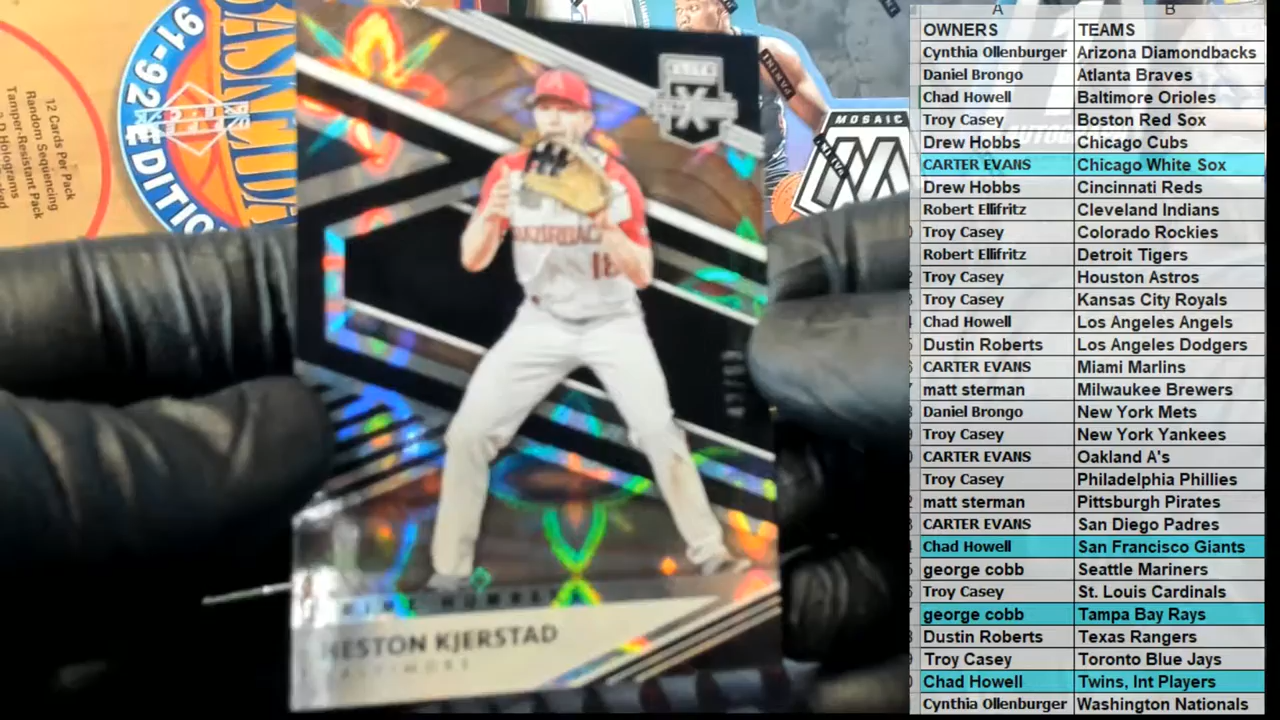 12 Cards Per Pack
Random Sequencing
Tamper-Resistant Pack
3-D Holograms
91-92 EDITION
ELITE
X
MOSAIC
PANINI
RAZORBACKS
18
PRIME NUMBERS
HESTON KJERSTAD
BALTIMORE
A B
OWNERS TEAMS
Cynthia Ollenburger Arizona Diamondbacks
Daniel Brongo Atlanta Braves
Chad Howell Baltimore Orioles
Troy Casey Boston Red Sox
Drew Hobbs Chicago Cubs
CARTER EVANS Chicago White Sox
Drew Hobbs Cincinnati Reds
Robert Ellifritz Cleveland Indians
Troy Casey Colorado Rockies
Robert Ellifritz Detroit Tigers
Troy Casey Houston Astros
Troy Casey Kansas City Royals
Chad Howell Los Angeles Angels
Dustin Roberts Los Angeles Dodgers
CARTER EVANS Miami Marlins
matt sterman Milwaukee Brewers
Daniel Brongo New York Mets
Troy Casey New York Yankees
CARTER EVANS Oakland A's
Troy Casey Philadelphia Phillies
matt sterman Pittsburgh Pirates
CARTER EVANS San Diego Padres
Chad Howell San Francisco Giants
george cobb Seattle Mariners
Troy Casey St. Louis Cardinals
george cobb Tampa Bay Rays
Dustin Roberts Texas Rangers
Troy Casey Toronto Blue Jays
Chad Howell Twins, Int Players
Cynthia Ollenburger Washington Nationals